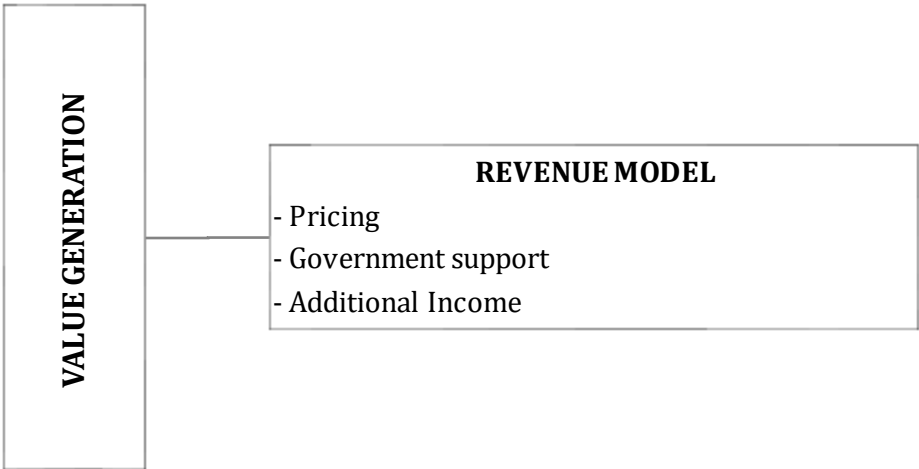 VALUE GENERATION
REVENUE MODEL
- Pricing
- Government support
- Additional Income